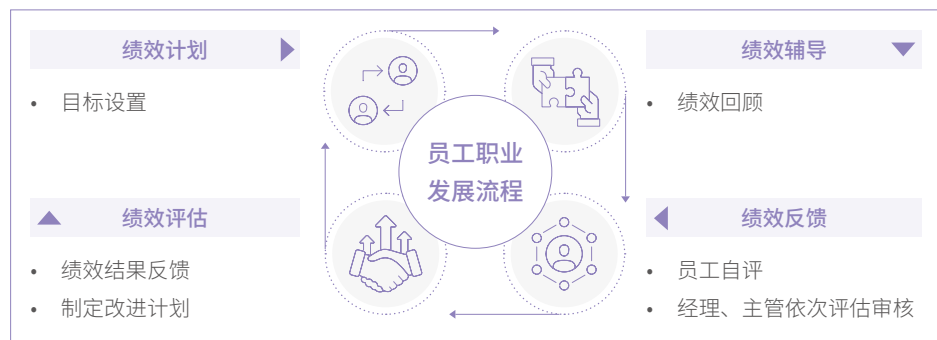 绩效计划
• 目标设置
绩效辅导
• 绩效回顾
员工职业
发展流程
绩效评估
• 绩效结果反馈
• 制定改进计划
绩效反馈
• 员工自评
• 经理、主管依次评估审核